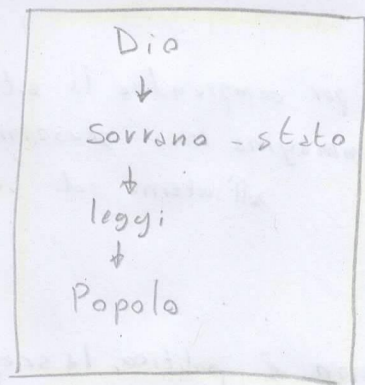 Dio
↓
Sovrano - stato
↓
leggi
↓
Popolo